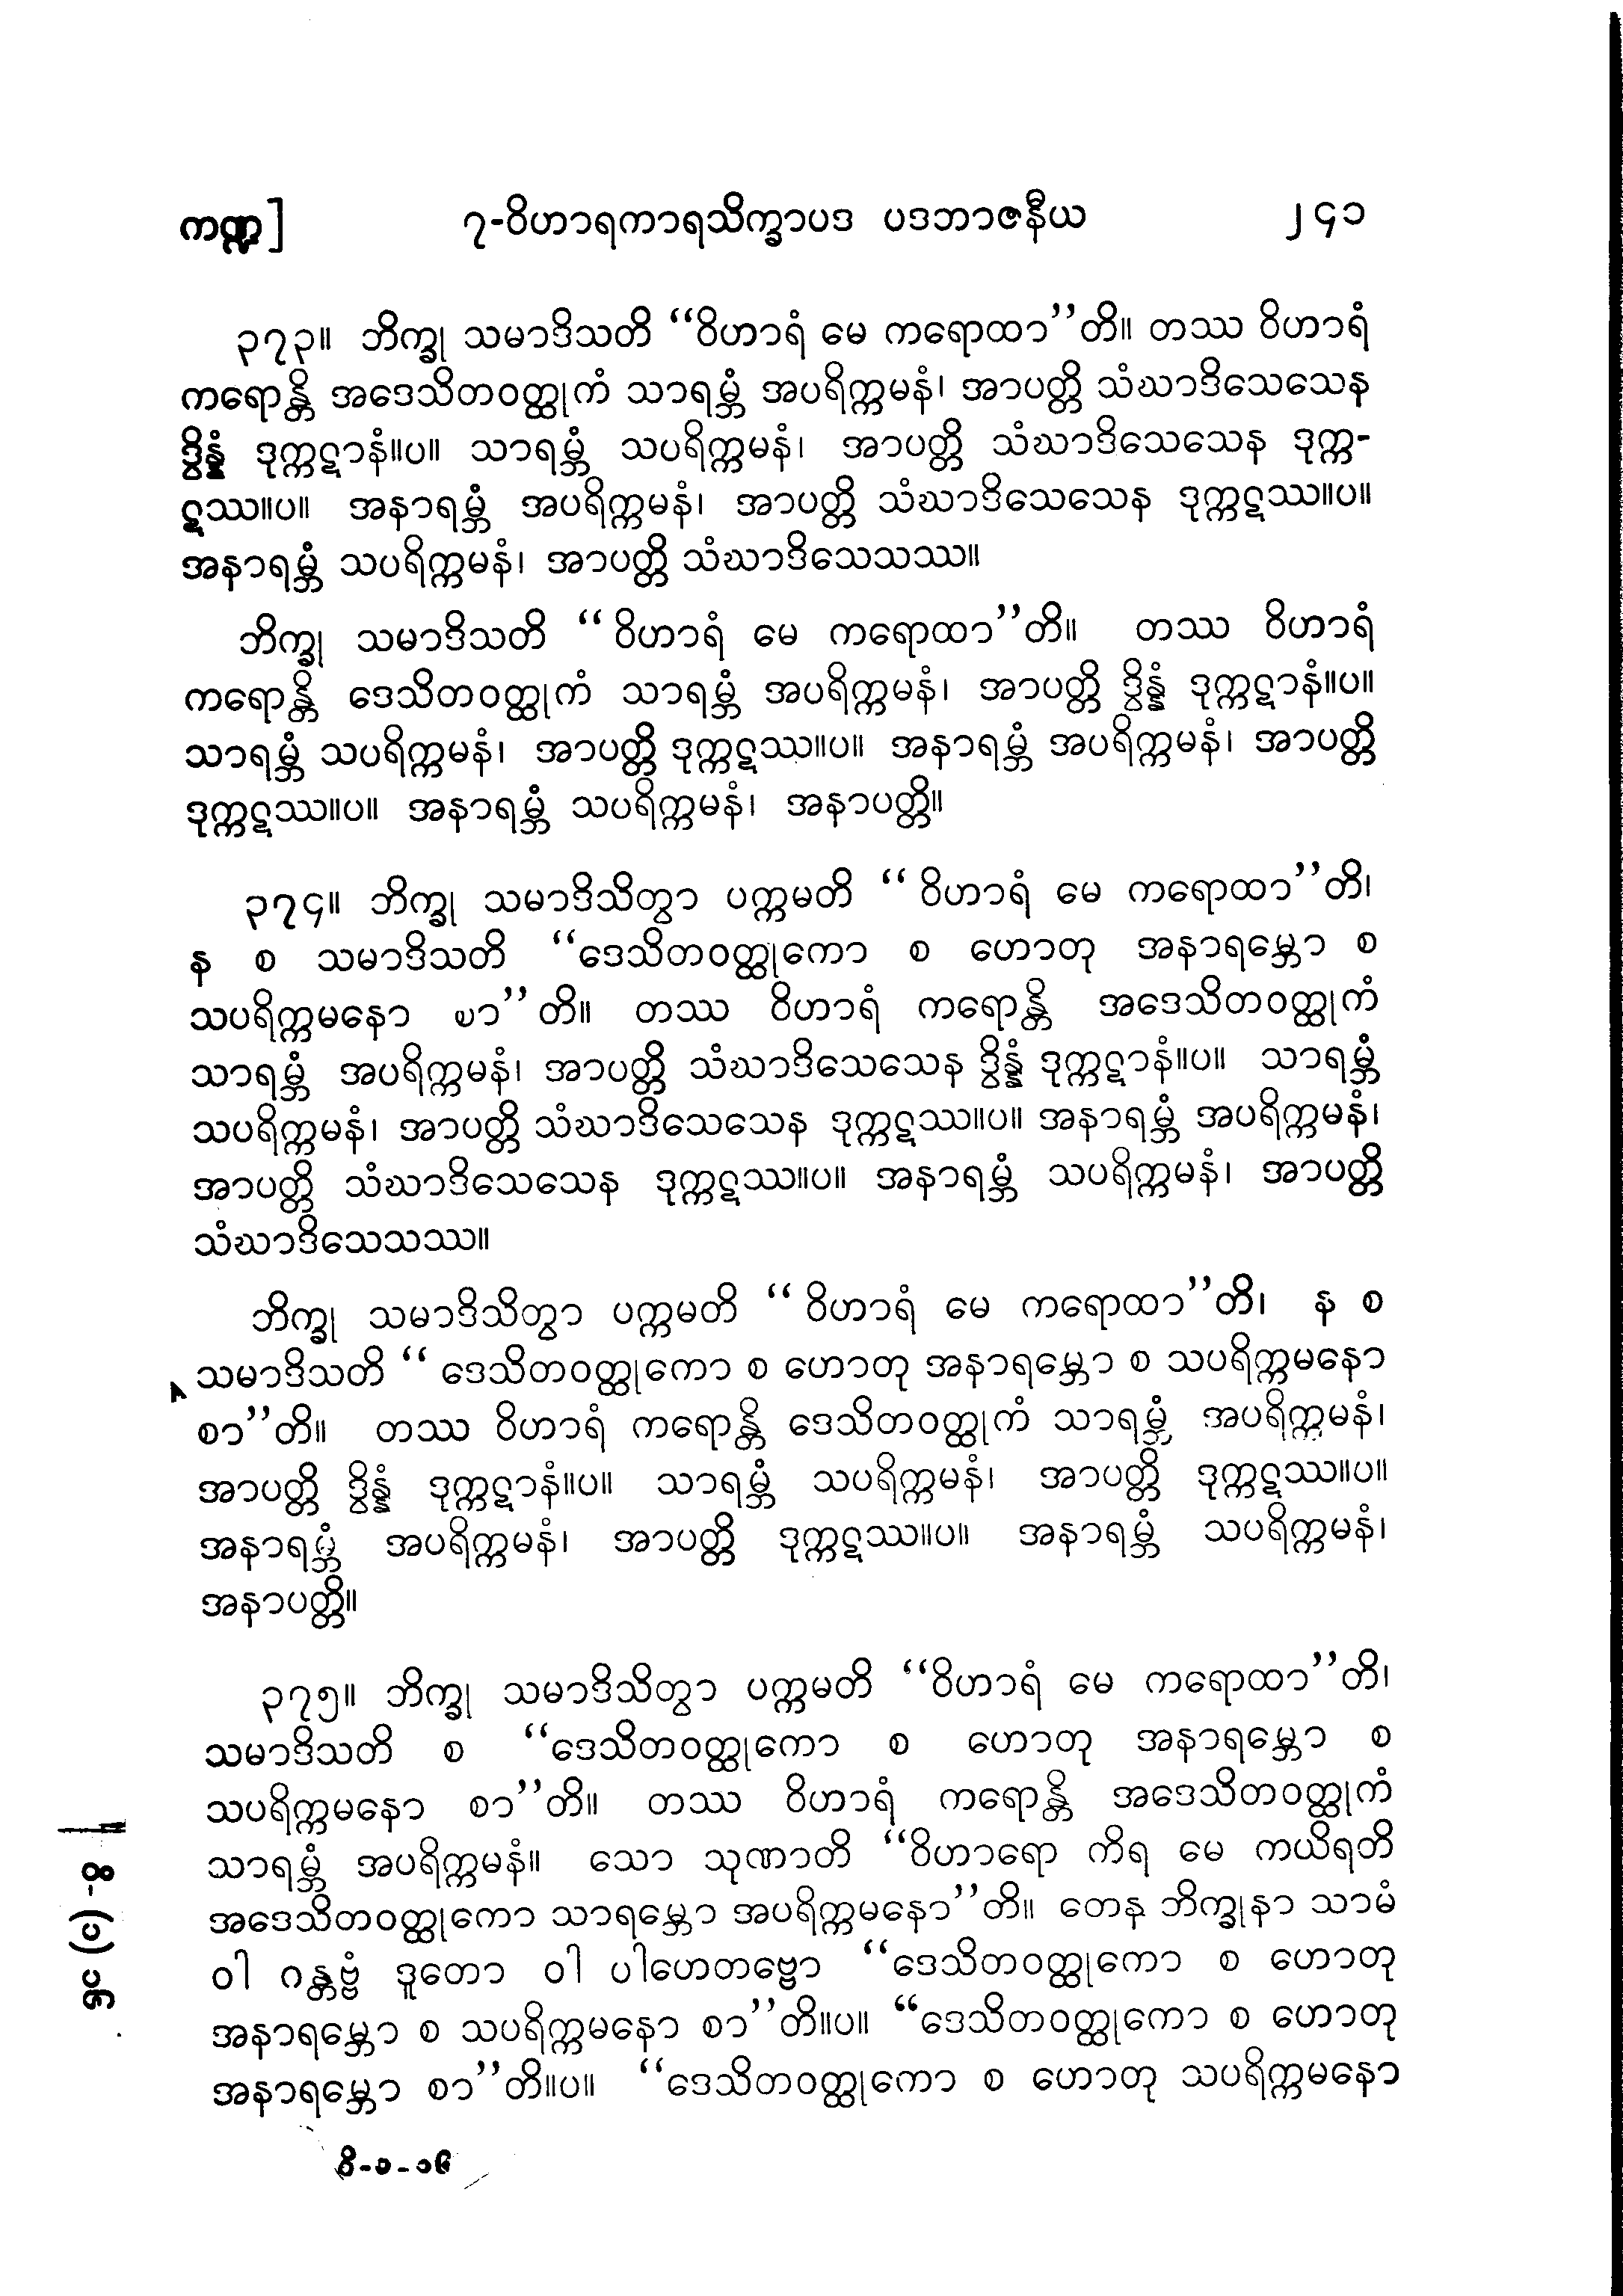 ကဏ္ဍ] ၇-ဝိဟာရကာရသိက္ခာပဒ ပဒဘာဇနီယ ၂၄၁
၃၇၃။ ဘိက္ခု သမာဒိသတိ “ဝိဟာရံ မေ ကရောထာ”တိ။ တဿ ဝိဟာရံ
ကရောန္တိ အဒေသိတဝတ္ထုကံ သာရမ္ဘံ အပရိက္ကမနံ၊ အာပတ္တိ သံဃာဒိသေသေန
ဒွိန္နံ ဒုက္ကဋာနံ။ပ။ သာရမ္ဘံ သပရိက္ကမနံ၊ အာပတ္တိ သံဃာဒိသေသေန ဒုက္က-
ဋဿ။ပ။ အနာရမ္ဘံ အပရိက္ကမနံ၊ အာပတ္တိ သံဃာဒိသေသေန ဒုက္ကဋဿ။ပ။
အနာရမ္ဘံ သပရိက္ကမနံ၊ အာပတ္တိ သံဃာဒိသေသဿ။
ဘိက္ခု သမာဒိသတိ “ဝိဟာရံ မေ ကရောထာ”တိ။ တဿ ဝိဟာရံ
ကရောန္တိ ဒေသိတဝတ္ထုကံ သာရမ္ဘံ အပရိက္ကမနံ၊ အာပတ္တိ ဒွိန္နံ ဒုက္ကဋာနံ။ပ။
သာရမ္ဘံ သပရိက္ကမနံ၊ အာပတ္တိ ဒုက္ကဋဿ။ပ။ အနာရမ္ဘံ အပရိက္ကမနံ၊ အာပတ္တိ
ဒုက္ကဋဿ။ပ။ အနာရမ္ဘံ သပရိက္ကမနံ၊ အနာပတ္တိ။
၃၇၄။ ဘိက္ခု သမာဒိသိတွာ ပက္ကမတိ “ဝိဟာရံ မေ ကရောထာ”တိ၊
န စ သမာဒိသတိ “ဒေသိတဝတ္ထုကော စ ဟောတု အနာရမ္ဘော စ
သပရိက္ကမနော စာ”တိ။ တဿ ဝိဟာရံ ကရောန္တိ အဒေသိတဝတ္ထုကံ
သာရမ္ဘံ အပရိက္ကမနံ၊ အာပတ္တိ သံဃာဒိသေသေန ဒွိန္နံ ဒုက္ကဋာနံ။ပ။ သာရမ္ဘံ
သပရိက္ကမနံ၊ အာပတ္တိ သံဃာဒိသေသေန ဒုက္ကဋဿ။ပ။ အနာရမ္ဘံ အပရိက္ကမနံ၊
အာပတ္တိ သံဃာဒိသေသေန ဒုက္ကဋဿ။ပ။ အနာရမ္ဘံ သပရိက္ကမနံ၊ အာပတ္တိ
သံဃာဒိသေသဿ။
ဘိက္ခု သမာဒိသိတွာ ပက္ကမတိ “ဝိဟာရံ မေ ကရောထာ”တိ၊ န စ
သမာဒိသတိ “ဒေသိတဝတ္ထုကော စ ဟောတု အနာရမ္ဘော စ သပရိက္ကမနော
စာ”တိ။ တဿ ဝိဟာရံ ကရောန္တိ ဒေသိတဝတ္ထုကံ သာရမ္ဘံ အပရိက္ကမနံ၊
အာပတ္တိ ဒွိန္နံ ဒုက္ကဋာနံ။ပ။ သာရမ္ဘံ သပရိက္ကမနံ၊ အာပတ္တိ ဒုက္ကဋဿ။ပ။
အနာရမ္ဘံ အပရိက္ကမနံ၊ အာပတ္တိ ဒုက္ကဋဿ။ပ။ အနာရမ္ဘံ သပရိက္ကမနံ၊
အနာပတ္တိ။
၃၇၅။ ဘိက္ခု သမာဒိသိတွာ ပက္ကမတိ “ဝိဟာရံ မေ ကရောထာ”တိ၊
သမာဒိသတိ စ “ဒေသိတဝတ္ထုကော စ ဟောတု အနာရမ္ဘော စ
သပရိက္ကမနော စာ”တိ။ တဿ ဝိဟာရံ ကရောန္တိ အဒေသိတဝတ္ထုကံ
သာရမ္ဘံ အပရိက္ကမနံ။ သော သုဏာတိ “ဝိဟာရော ကိရ မေ ကယိရတိ
အဒေသိတဝတ္ထုကော သာရမ္ဘော အပရိက္ကမနော”တိ။ တေန ဘိက္ခုနာ သာမံ
ဝါ ဂန္တဗ္ဗံ ဒူတော ဝါ ပါဟေတဗ္ဗော “ဒေသိတဝတ္ထုကော စ ဟောတု
အနာရမ္ဘော စ သပရိက္ကမနော စာ”တိ။ပ။ “ဒေသိတဝတ္ထုကော စ ဟောတု
အနာရမ္ဘော စာ”တိ။ပ။ “ဒေသိတဝတ္ထုကော စ ဟောတု သပရိက္ကမနော
ဝိ-၁-၁၆